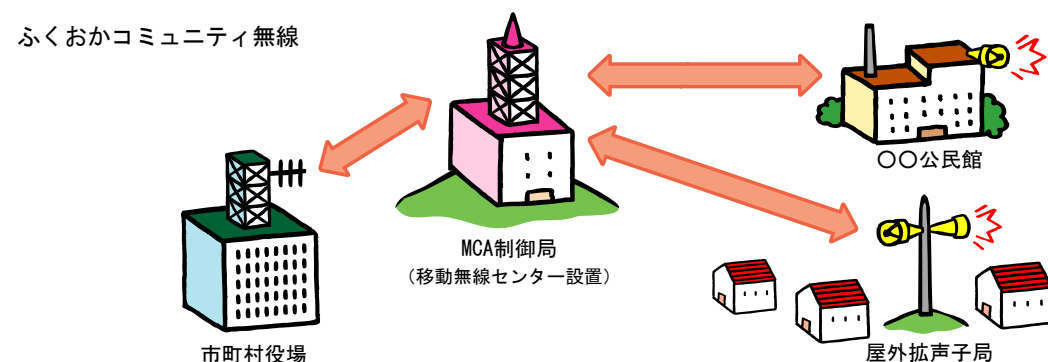 ふくおかコミュニティ無線
〇〇公民館
MCA制御局
(移動無線センター設置)
市町村役場
屋外拡声子局